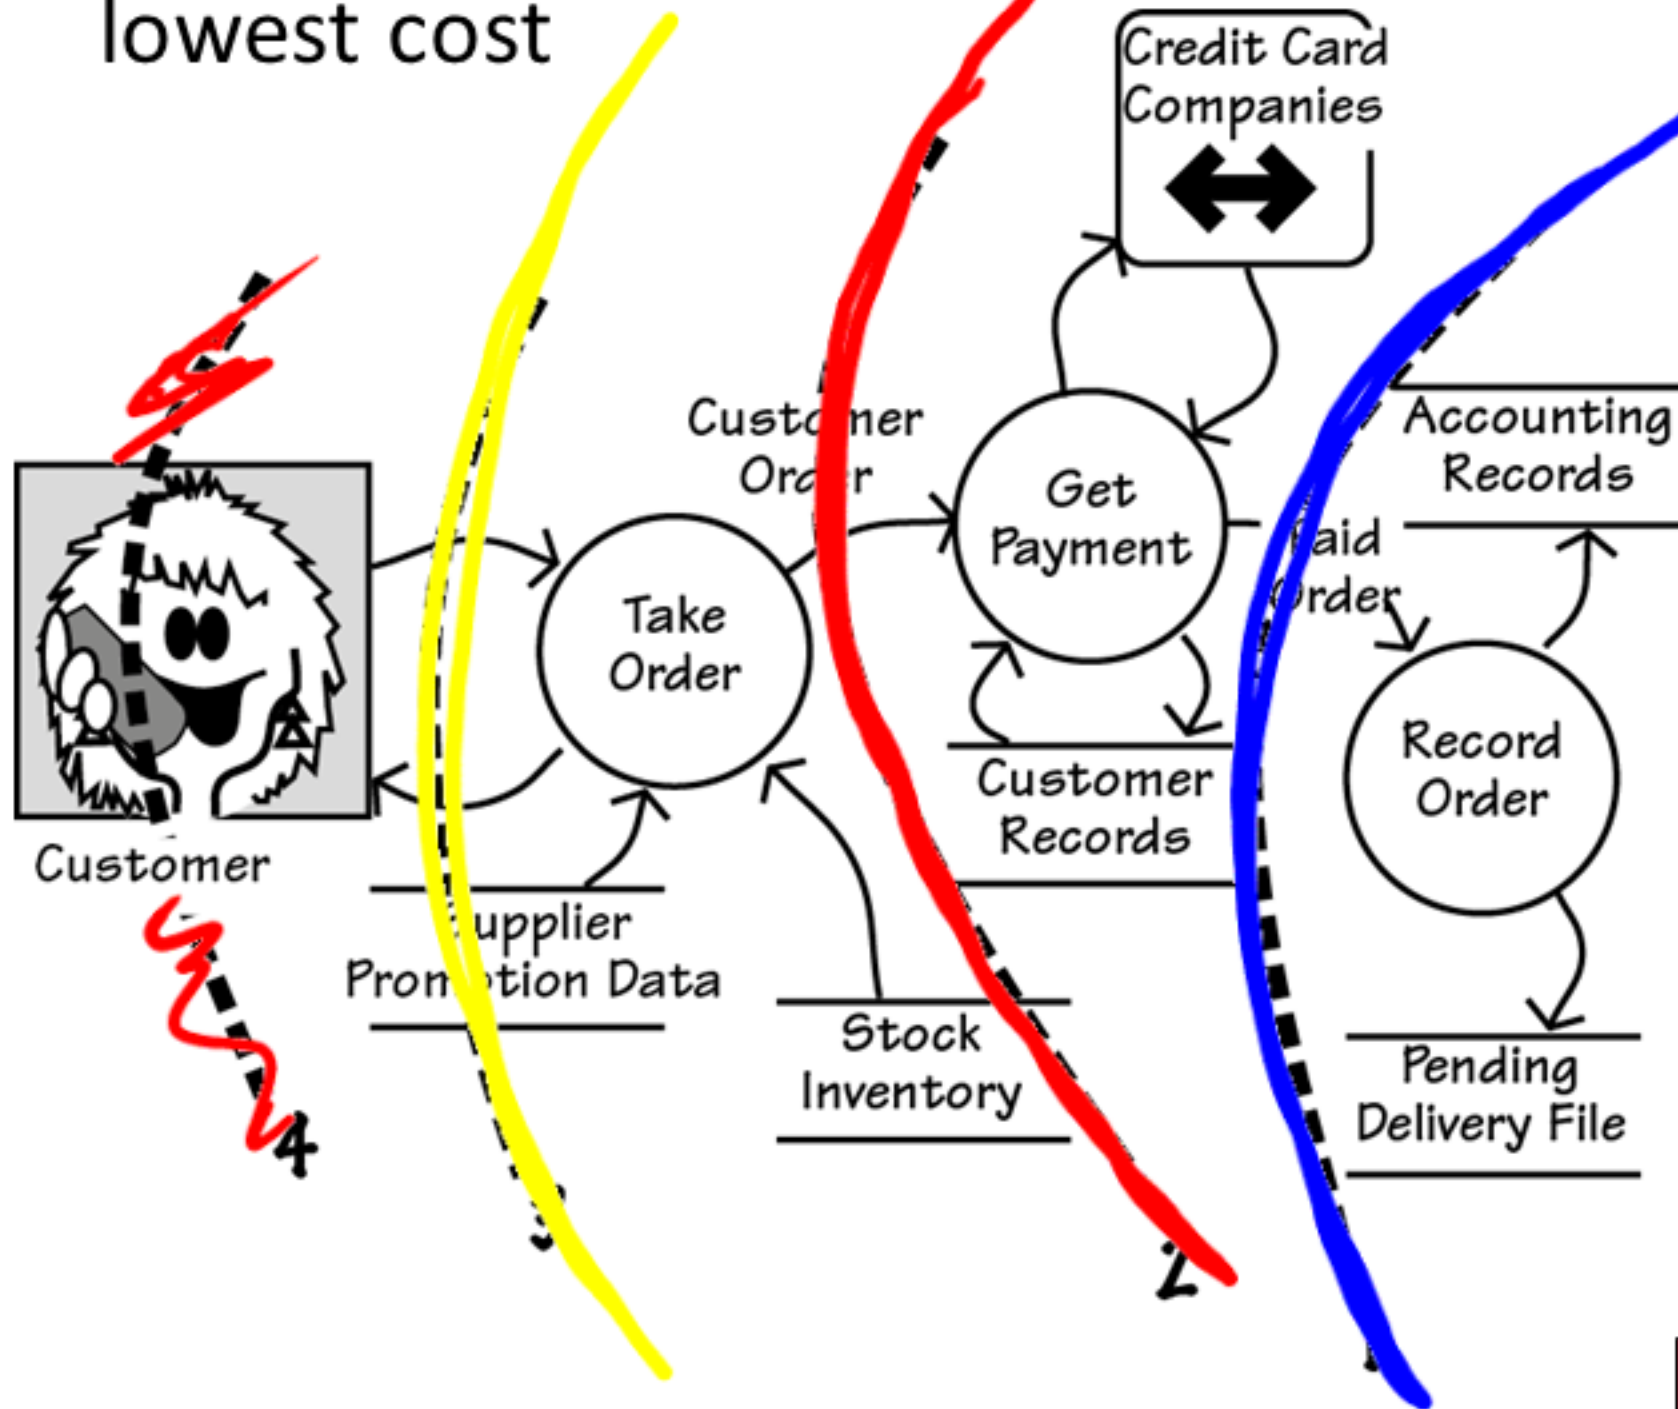 lowest cost
Credit Card
Companies
Customer
Order
Get
Payment
Accounting
Records
Paid
Order
Take
Order
Record
Order
Customer
Records
Customer
Supplier
Promotion Data
Stock
Inventory
Pending
Delivery File
4
3
2